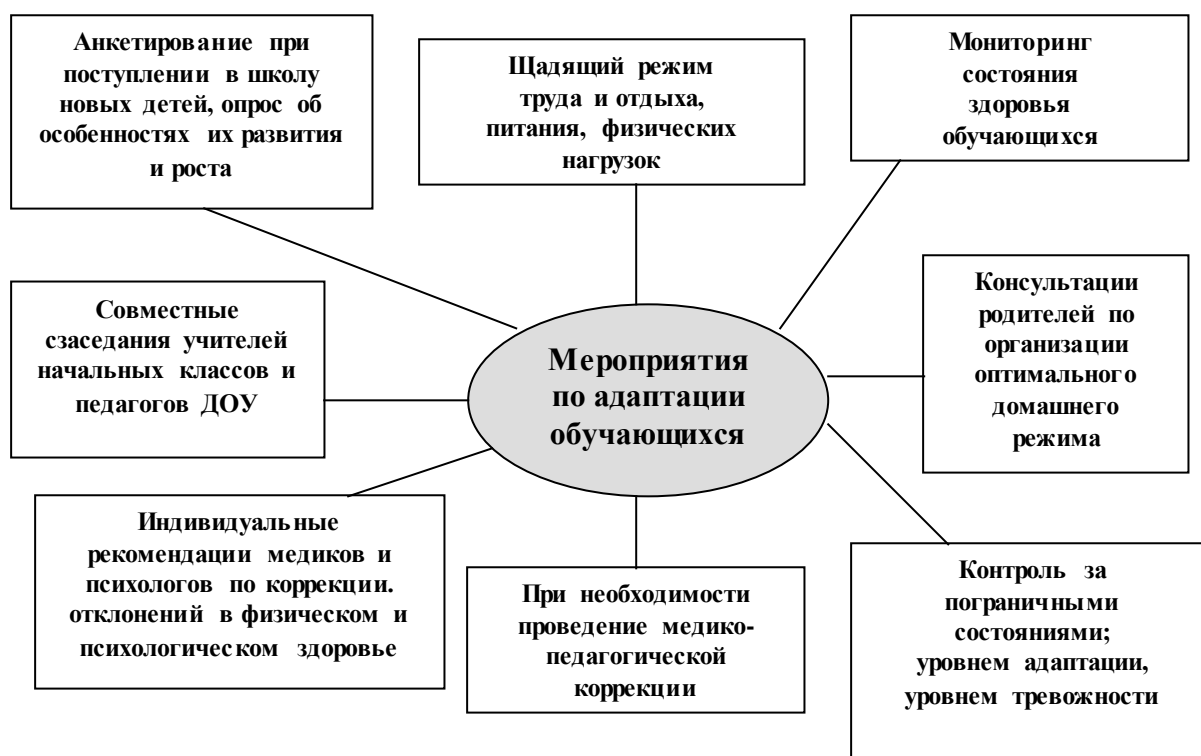 Анкетирование при
поступлении в школу
новых детей, опрос об
особенностях их развития
и роста
Щадящий режим
труда и отдыха,
питания, физических
нагрузок
Мониторинг
состояния
здоровья
обучающихся
Совместные
сзаседания учителей
начальных классов и
педагогов ДОУ
Мероприятия
по адаптации
обучающихся
Консультации
родителей по
организации
оптимального
домашнего
режима
Индивидуальные
рекомендации медиков и
психологов по коррекции.
отклонений в физическом и
психологическом здоровье
При необходимости
проведение медико-
педагогической
коррекции
Контроль за
пограничными
состояниями;
уровнем адаптации,
уровнем тревожности